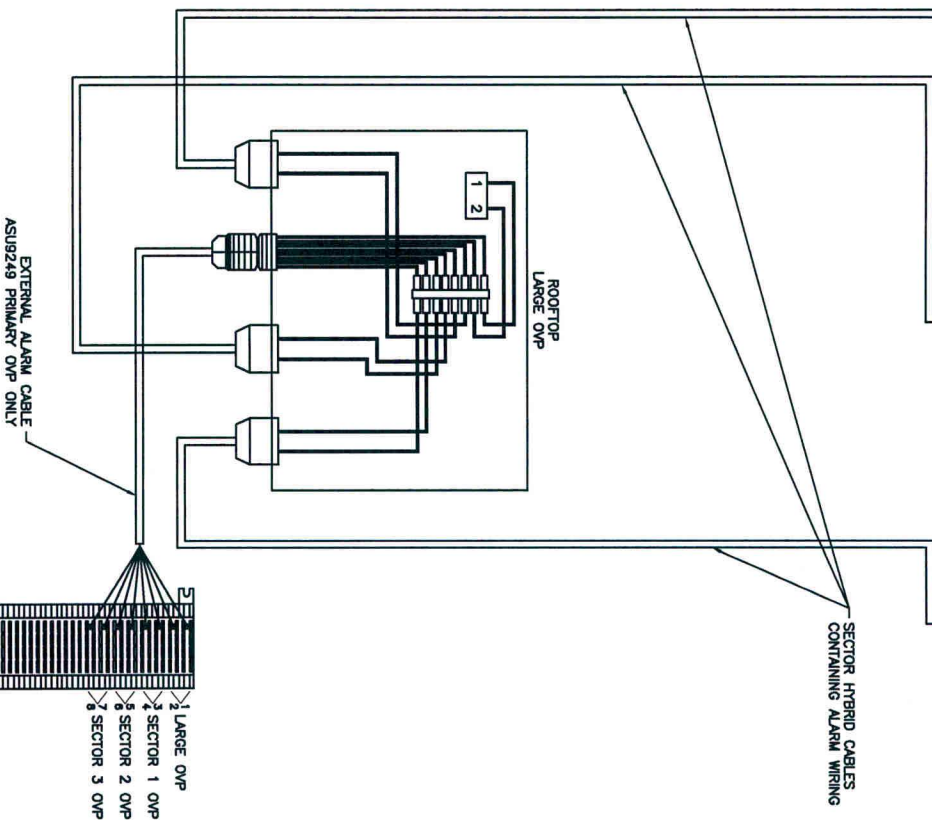 1 2
ROOFTOP
LARGE OVP
EXTERNAL ALARM CABLE
ASU9249 PRIMARY OVP ONLY
SECTOR HYBRID CABLES
CONTAINING ALARM WIRING
1
2 LARGE OVP
3
4 SECTOR 1 OVP
5
6 SECTOR 2 OVP
7
8 SECTOR 3 OVP